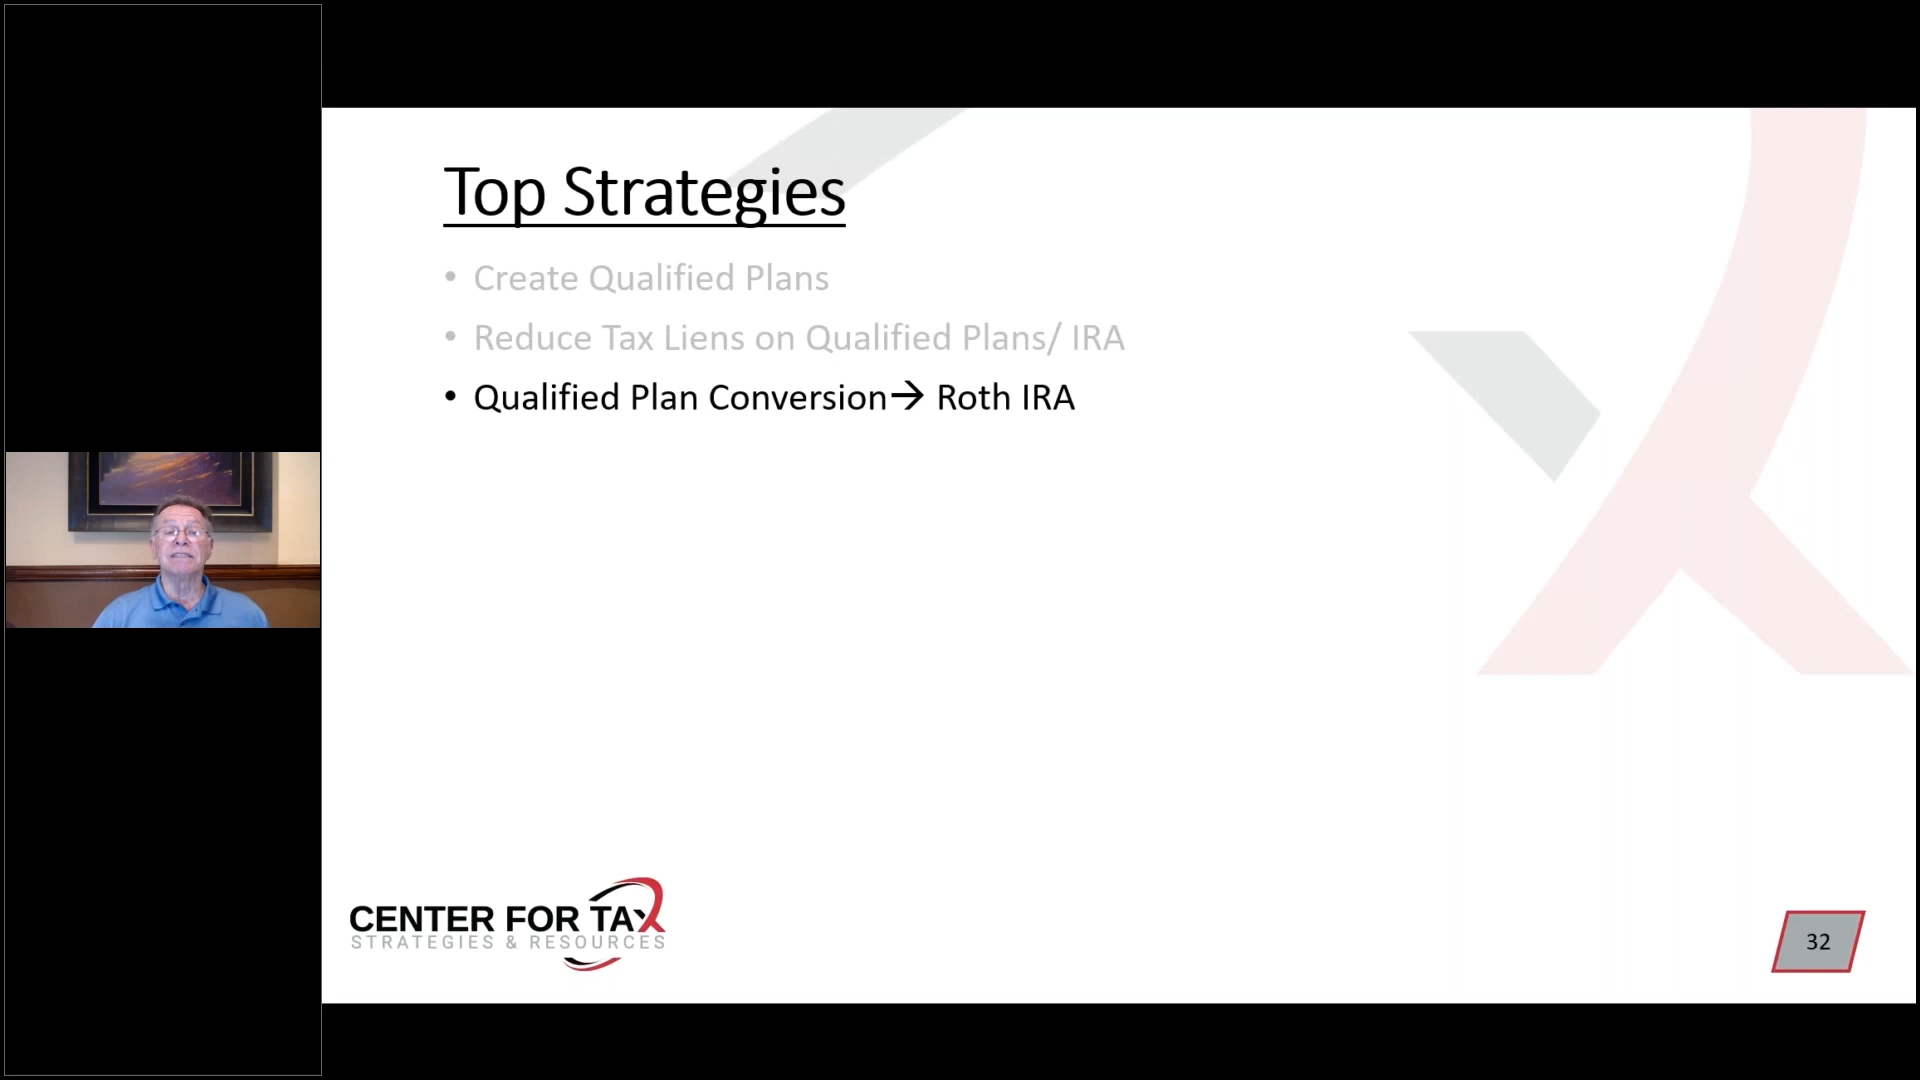 Top Strategies
• Create Qualified Plans
• Reduce Tax Liens on Qualified Plans/ IRA
• Qualified Plan Conversion→ Roth IRA
CENTER FOR TAX
STRATEGIES & RESOURCES
32